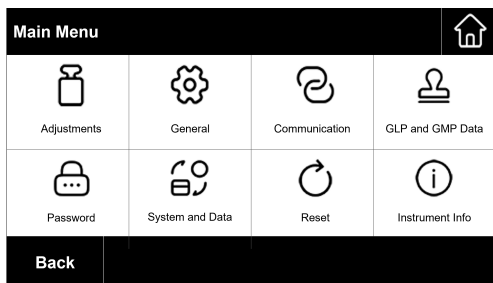 Main Menu
Adjustments
General
Communication
GLP and GMP Data
Password
System and Data
Reset
Instrument Info
Back